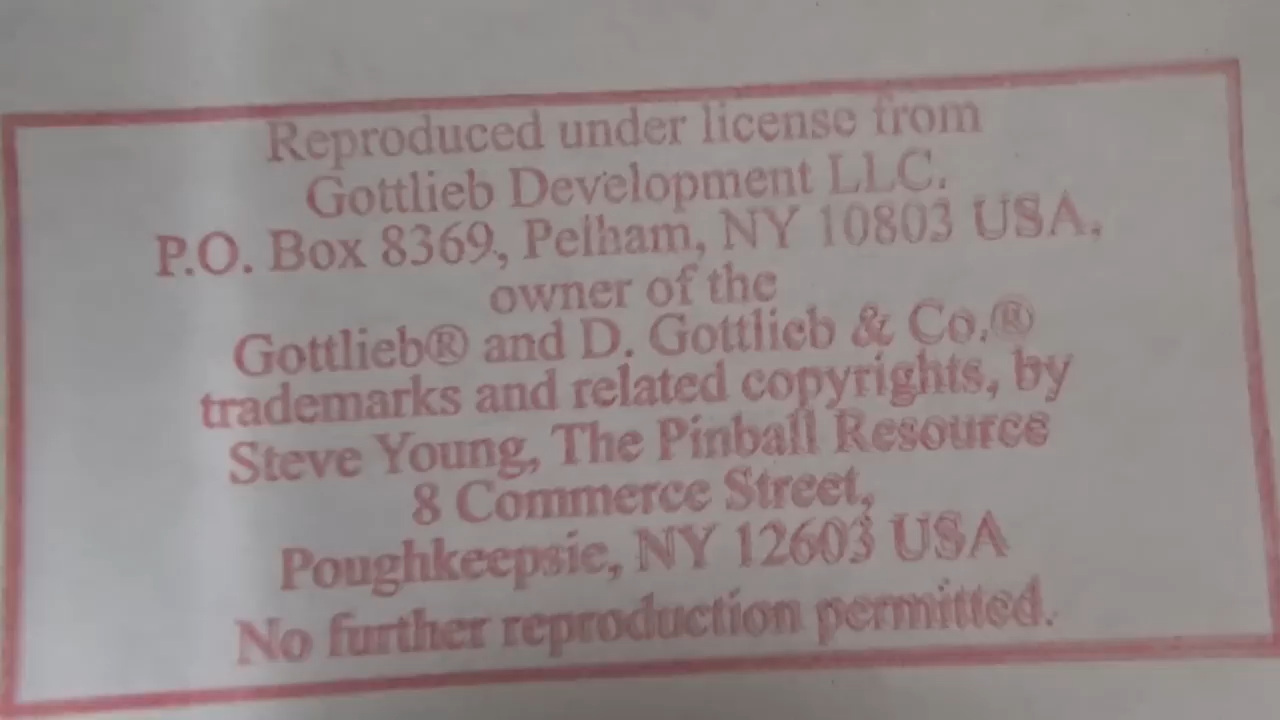 Reproduced under license from
Gottlieb Development LLC.
P.O. Box 8369, Pelham, NY 10803 USA,
owner of the
Gottlieb® and D. Gottlieb & Co.®
trademarks and related copyrights, by
Steve Young, The Pinball Resource
8 Commerce Street,
Poughkeepsie, NY 12603 USA
No further reproduction permitted.